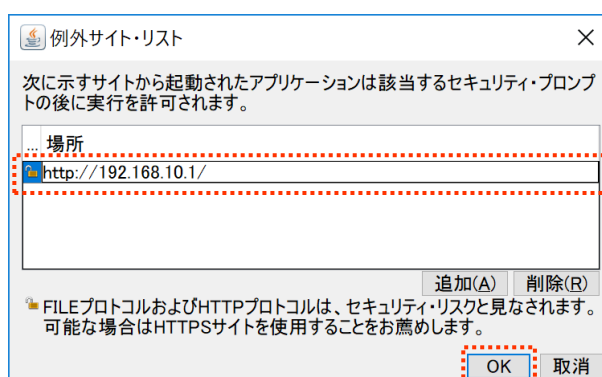 例外サイト・リスト
次に示すサイトから起動されたアプリケーションは該当するセキュリティ・プロンプ
トの後に実行を許可されます。
... 場所
http://192.168.10.1/
追加(A) 削除(R)
FILEプロトコルおよびHTTPプロトコルは、セキュリティ・リスクと見なされます。
可能な場合はHTTPSサイトを使用することをお薦めします。
OK 取消